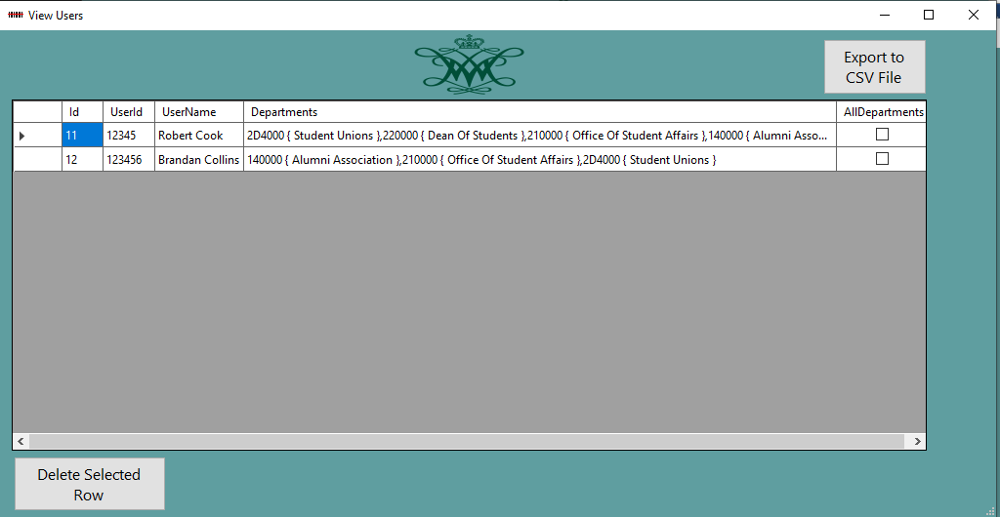 View Users
Export to
CSV File
Id UserId UserName Departments AllDepartments
11 12345 Robert Cook 2D4000 { Student Unions },220000 { Dean Of Students },210000 { Office Of Student Affairs },140000 { Alumni Asso...
12 123456 Brandan Collins 140000 { Alumni Association },210000 { Office Of Student Affairs },2D4000 { Student Unions }
Delete Selected
Row